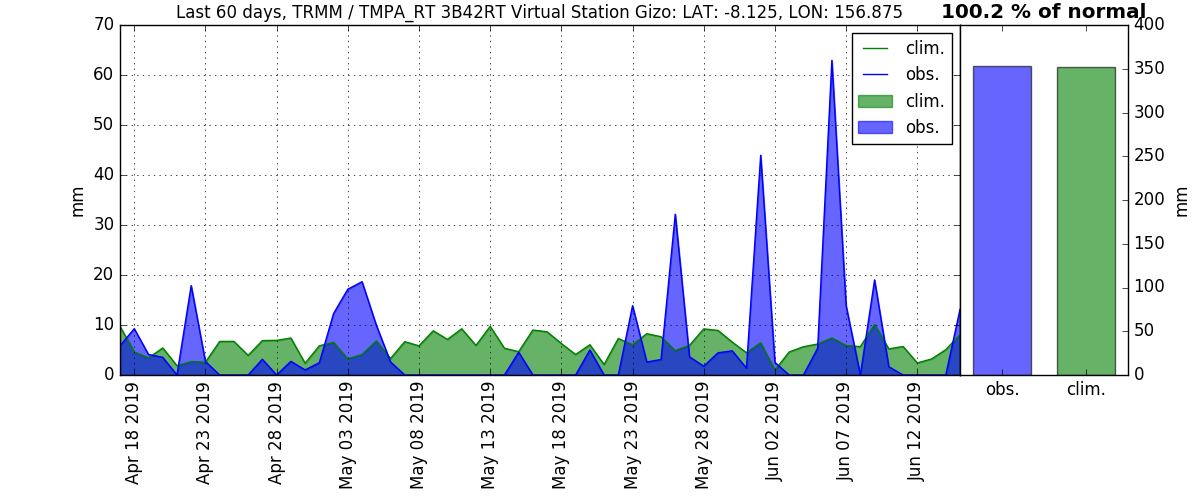 Last 60 days, TRMM / TMPA_RT 3B42RT Virtual Station Gizo: LAT: -8.125, LON: 156.875
100.2 % of normal
70
60
50
40
30
20
10
0
mm
clim.
obs.
clim.
obs.
400
350
300
250
200
150
100
50
0
mm
obs.
clim.
Apr 18 2019
Apr 23 2019
Apr 28 2019
May 03 2019
May 08 2019
May 13 2019
May 18 2019
May 23 2019
May 28 2019
Jun 02 2019
Jun 07 2019
Jun 12 2019